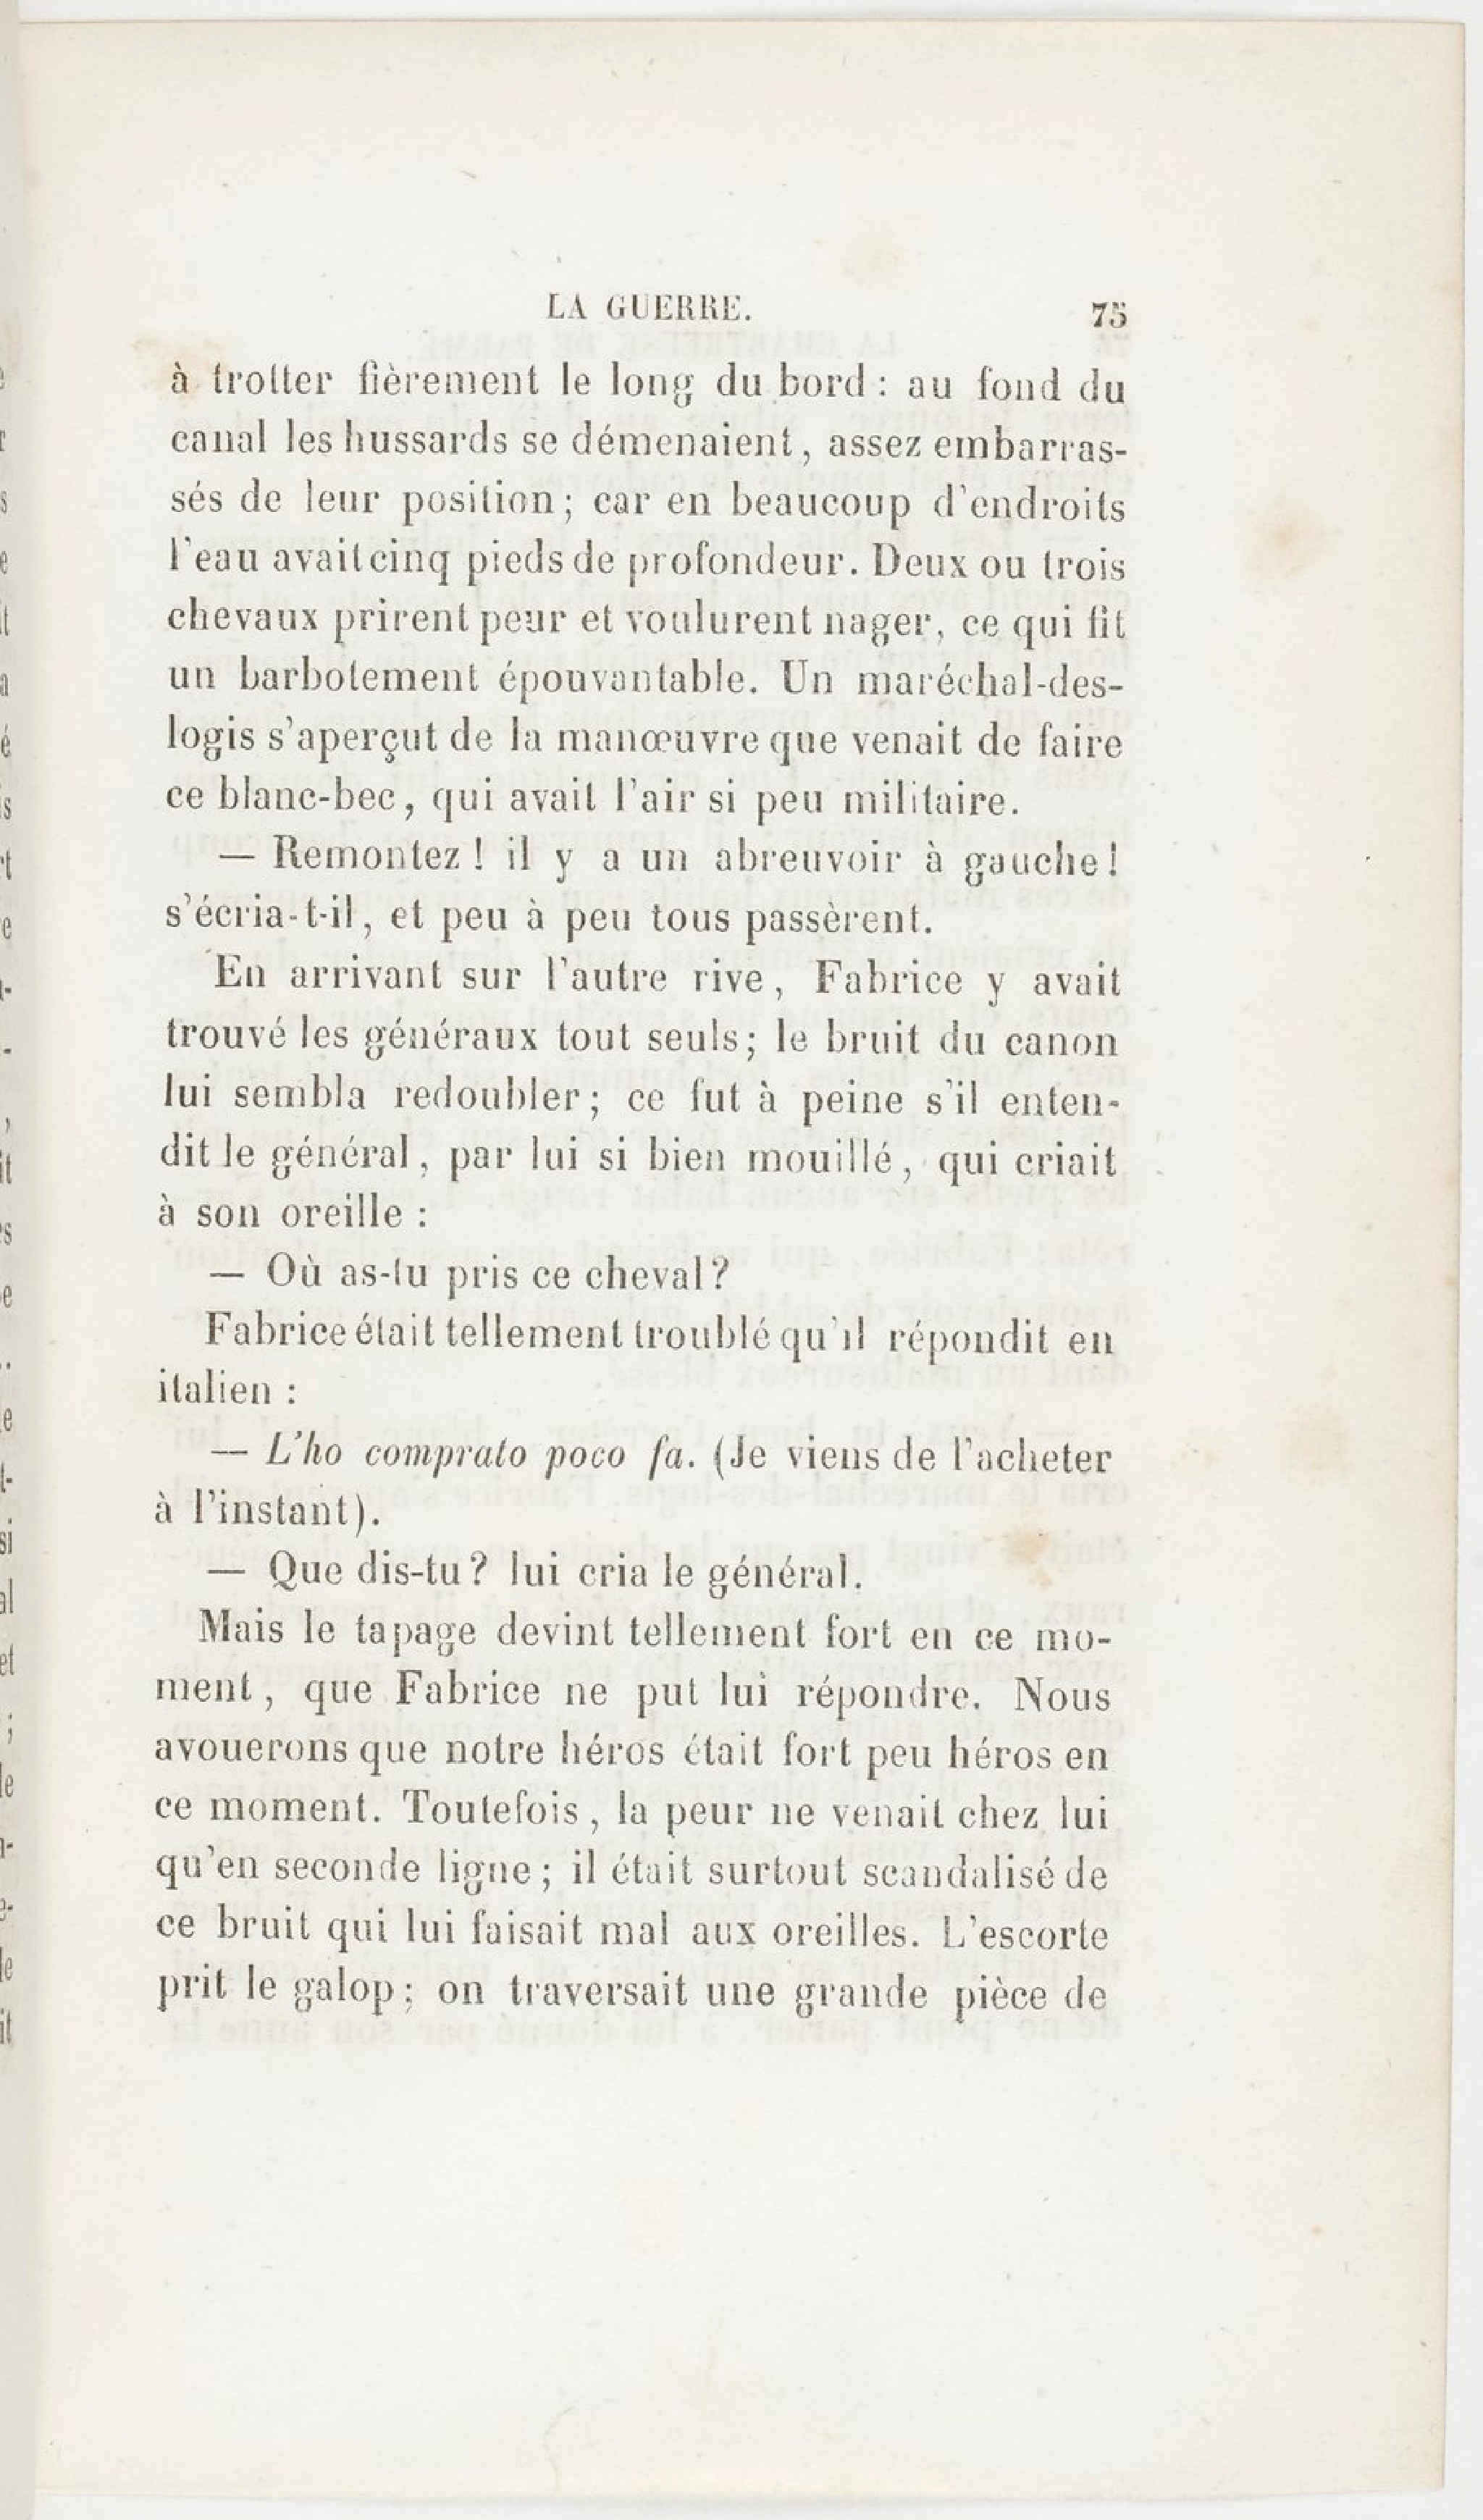 LA GUERRE. 75
à trotter fièrement le long du bord : au fond du
canal les hussards se démenaient, assez embarras-
sés de leur position; car en beaucoup d'endroits
l'eau avait cinq pieds de profondeur. Deux ou trois
chevaux prirent peur et voulurent nager, ce qui fit
un barbotement épouvantable. Un maréchal-des-
logis s'aperçut de la manœuvre que venait de faire
ce blanc-bec, qui avait l'air si peu militaire.
— Remontez ! il y a un abreuvoir à gauche !
s'écria-t-il, et peu à peu tous passèrent.
En arrivant sur l'autre rive, Fabrice y avait
trouvé les généraux tout seuls; le bruit du canon
lui sembla redoubler; ce fut à peine s'il enten-
dit le général, par lui si bien mouillé, qui criait
à son oreille :
— Où as-tu pris ce cheval?
Fabrice était tellement troublé qu'il répondit en
italien :
— L'ho comprato poco fa. (Je viens de l'acheter
à l'instant).
— Que dis-tu? lui cria le général.
Mais le tapage devint tellement fort en ce mo-
ment, que Fabrice ne put lui répondre. Nous
avouerons que notre héros était fort peu héros en
ce moment. Toutefois, la peur ne venait chez lui
qu'en seconde ligne; il était surtout scandalisé de
ce bruit qui lui faisait mal aux oreilles. L'escorte
prit le galop; on traversait une grande pièce de